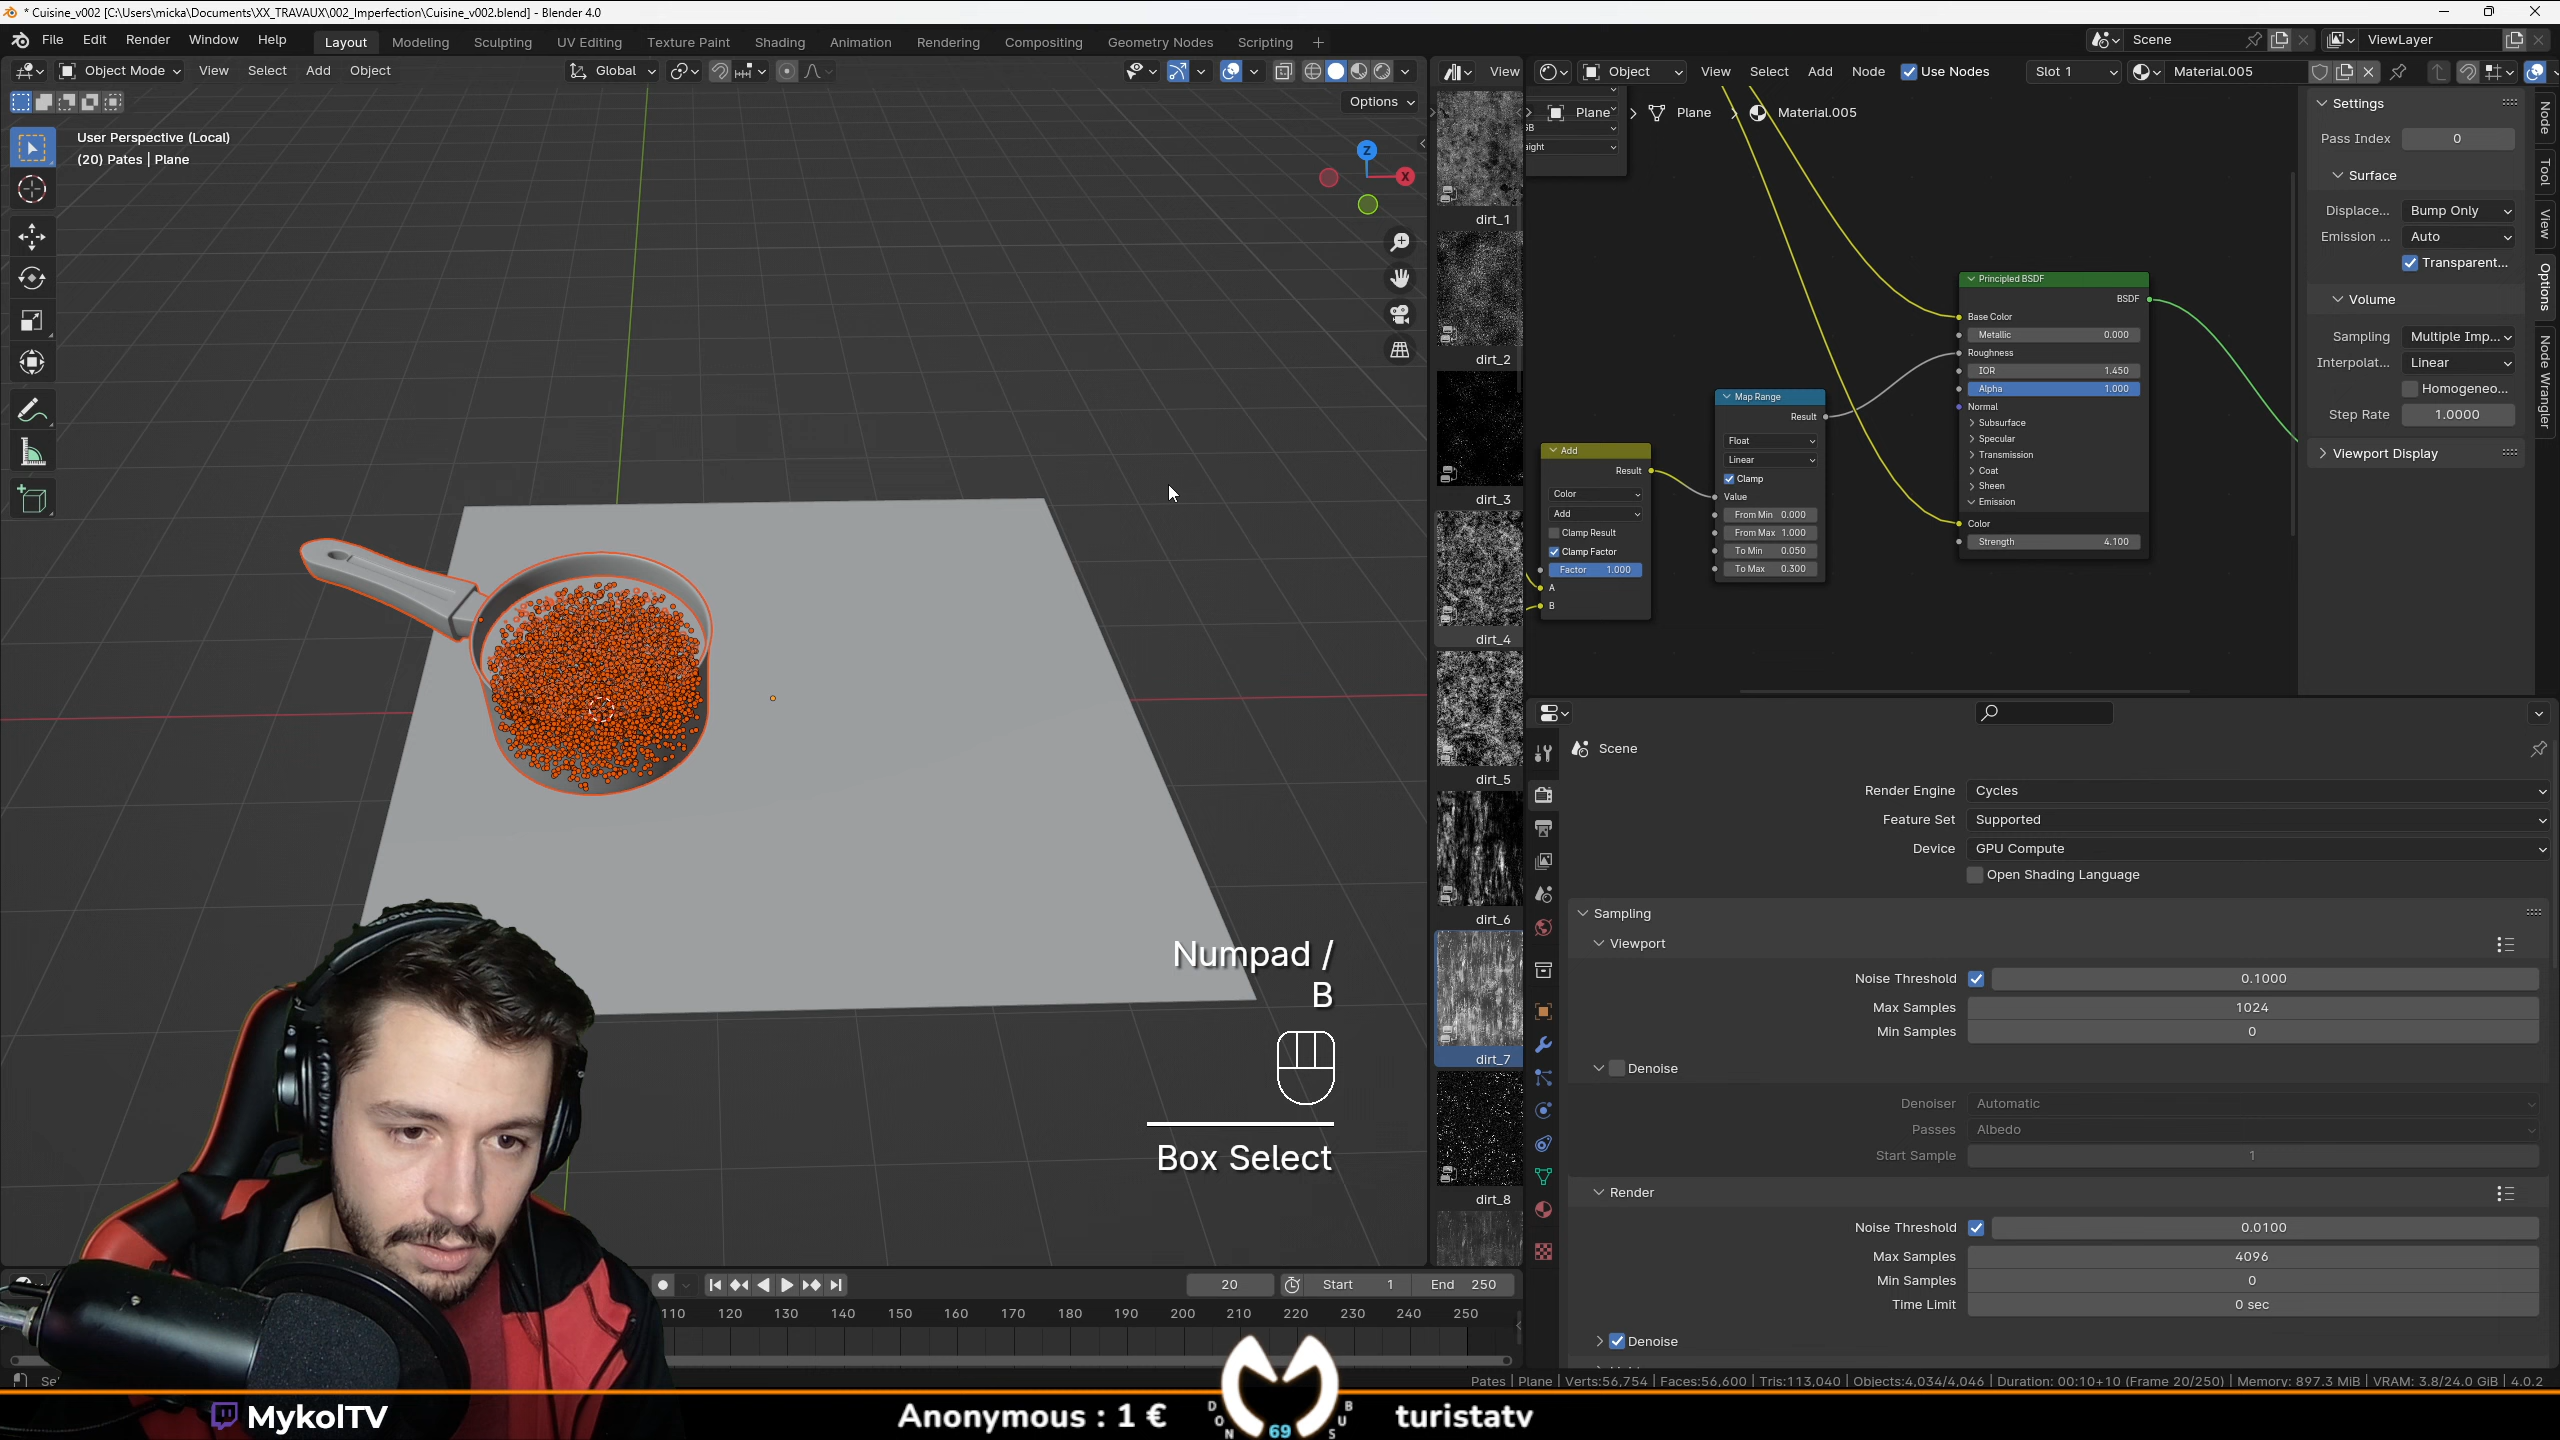 * Cuisine_v002 [C:\Users\micka\Documents\XX_TRAVAUX\002_Imperfection\Cuisine_v002.blend] - Blender 4.0
File Edit Render Window Help Layout Modeling Sculpting UV Editing Texture Paint Shading Animation Rendering Compositing Geometry Nodes Scripting + Scene ViewLayer
Object Mode View Select Add Object Global View Object View Select Add Node Use Nodes Slot 1 Material.005
Options
Plane Plane Material.005
User Perspective (Local)
(20) Pates | Plane
Z
X
dirt_1
dirt_2
dirt_3
dirt_4
dirt_5
dirt_6
dirt_7
dirt_8
GB
aight
Add
Result
Color
Add
Clamp Result
Clamp Factor
Factor 1.000
A
B
Map Range
Result
Float
Linear
Clamp
Value
From Min 0.000
From Max 1.000
To Min 0.050
To Max 0.300
Principled BSDF
BSDF
Base Color
Metallic 0.000
Roughness
IOR 1.450
Alpha 1.000
Normal
Subsurface
Specular
Transmission
Coat
Sheen
Emission
Color
Strength 4.100
Settings
Pass Index 0
Surface
Displace... Bump Only
Emission ... Auto
Transparent...
Volume
Sampling Multiple Imp...
Interpolat... Linear
Homogeneo...
Step Rate 1.0000
Viewport Display
Node
Tool
View
Options
Node Wrangler
Scene
Render Engine Cycles
Feature Set Supported
Device GPU Compute
Open Shading Language
Sampling
Viewport
Noise Threshold 0.1000
Max Samples 1024
Min Samples 0
Denoise
Denoiser Automatic
Passes Albedo
Start Sample 1
Render
Noise Threshold 0.0100
Max Samples 4096
Min Samples 0
Time Limit 0 sec
Denoise
Numpad /
B
Box Select
20 Start 1 End 250
110 120 130 140 150 160 170 180 190 200 210 220 230 240 250
Pates | Plane | Verts:56,754 | Faces:56,600 | Tris:113,040 | Objects:4,034/4,046 | Duration: 00:10+10 (Frame 20/250) | Memory: 897.3 MiB | VRAM: 3.8/24.0 GiB | 4.0.2
MykolTV
Anonymous : 1 €
DON
69
BUS
turistatv